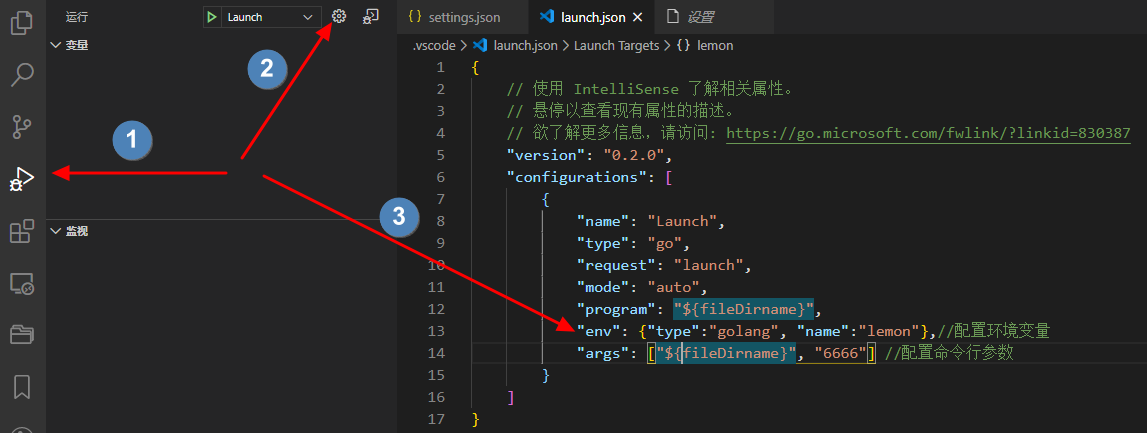 运行
Launch
变量
监视
settings.json
launch.json
设置
.vscode > launch.json > Launch Targets > {} lemon
1
2
3
1 {
2 // 使用 IntelliSense 了解相关属性。
3 // 悬停以查看现有属性的描述。
4 // 欲了解更多信息，请访问: https://go.microsoft.com/fwlink/?linkid=830387
5 "version": "0.2.0",
6 "configurations": [
7 {
8 "name": "Launch",
9 "type": "go",
10 "request": "launch",
11 "mode": "auto",
12 "program": "${fileDirname}",
13 "env": {"type":"golang", "name":"lemon"},//配置环境变量
14 "args": ["${fileDirname}", "6666"] //配置命令行参数
15 }
16 ]
17 }